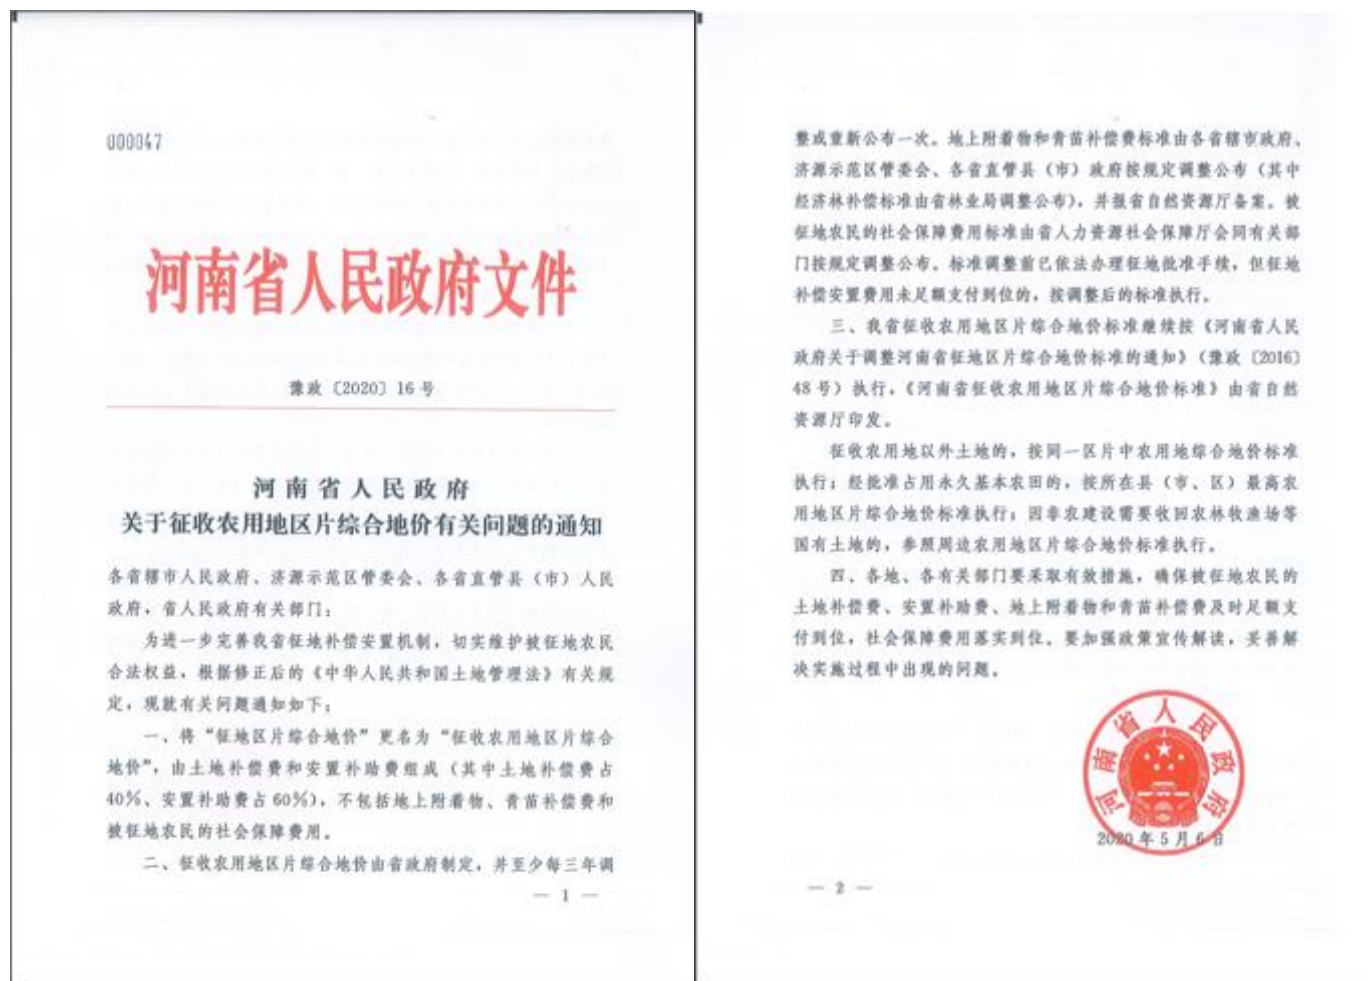 000047
河南省人民政府文件
豫政〔2020〕16号
河南省人民政府
关于征收农用地区片综合地价有关问题的通知
各省辖市人民政府、济源示范区管委会、各省直管县（市）人民
政府，省人民政府有关部门：
为进一步完善我省征地补偿安置机制，切实维护被征地农民
合法权益，根据修正后的《中华人民共和国土地管理法》有关规
定，现就有关问题通知如下：
一、将“征地区片综合地价”更名为“征收农用地区片综合
地价”，由土地补偿费和安置补助费组成（其中土地补偿费占
40%、安置补助费占60%），不包括地上附着物、青苗补偿费和
被征地农民的社会保障费用。
二、征收农用地区片综合地价由省政府制定，并至少每三年调
— 1 —
整或重新公布一次。地上附着物和青苗补偿费标准由各省辖市政府、
济源示范区管委会、各省直管县（市）政府按规定调整公布（其中
经济林补偿标准由省林业局调整公布），并报省自然资源厅备案。被
征地农民的社会保障费用标准由省人力资源社会保障厅会同有关部
门按规定调整公布。标准调整前已依法办理征地批准手续，但征地
补偿安置费用未足额支付到位的，按调整后的标准执行。
三、我省征收农用地区片综合地价标准继续按《河南省人民
政府关于调整河南省征地区片综合地价标准的通知》（豫政〔2016〕
48号）执行，《河南省征收农用地区片综合地价标准》由省自然
资源厅印发。
征收农用地以外土地的，按同一区片中农用地综合地价标准
执行；经批准占用永久基本农田的，按所在县（市、区）最高农
用地区片综合地价标准执行；因非农建设需要收回农林牧渔场等
国有土地的，参照周边农用地区片综合地价标准执行。
四、各地、各有关部门要采取有效措施，确保被征地农民的
土地补偿费、安置补助费、地上附着物和青苗补偿费及时足额支
付到位，社会保障费用落实到位。要加强政策宣传解读，妥善解
决实施过程中出现的问题。
河南省人民政府
2020年5月6日
— 2 —